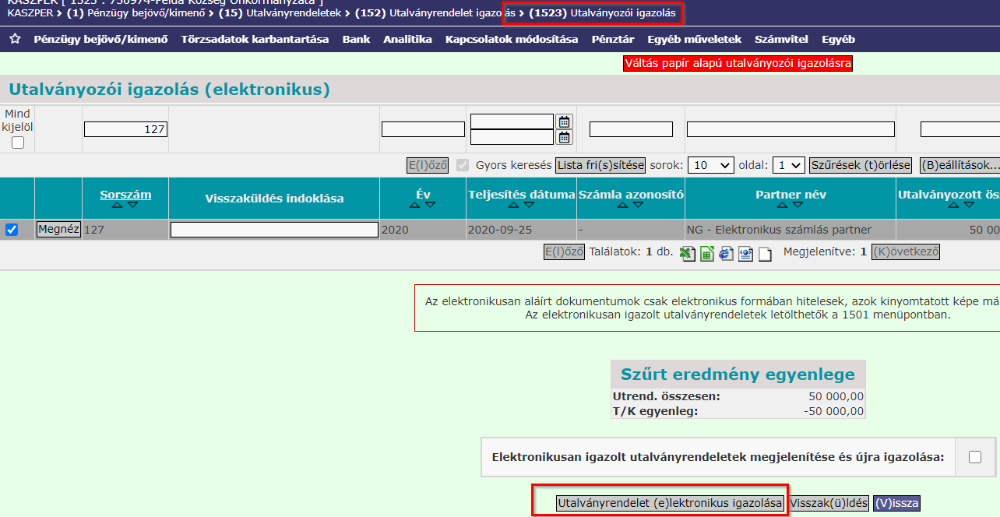 KASZPER [ 1523 : 730974-Példa Község Önkormányzata ]
KASZPER > (1) Pénzügy bejövő/kimenő > (15) Utalványrendeletek > (152) Utalványrendelet igazolás > (1523) Utalványozói igazolás
Pénzügy bejövő/kimenő Törzsadatok karbantartása Bank Analitika Kapcsolatok módosítása Pénztár Egyéb műveletek Számvitel Egyéb
Váltás papír alapú utalványozói igazolásra
Utalványozói igazolás (elektronikus)
Mind
kijelöl
127
E(l)őző Gyors keresés Lista fri(s)sítése sorok: 10 oldal: 1 Szűrések (t)örlése (B)eállítások...
Sorszám Visszaküldés indoklása Év Teljesítés dátuma Számla azonosító Partner név Utalványozott ös
Megnéz 127 2020 2020-09-25 - NG - Elektronikus számlás partner 50 00
E(l)őző Találatok: 1 db. Megjelenítve: 1 (K)övetkező
Az elektronikusan aláírt dokumentumok csak elektronikus formában hitelesek, azok kinyomtatott képe má
Az elektronikusan igazolt utalványrendeletek letölthetők a 1501 menüpontban.
Szűrt eredmény egyenlege
Utrend. összesen: 50 000,00
T/K egyenleg: -50 000,00
Elektronikusan igazolt utalványrendeletek megjelenítése és újra igazolása:
Utalványrendelet (e)lektronikus igazolása Visszak(ü)ldés (V)issza